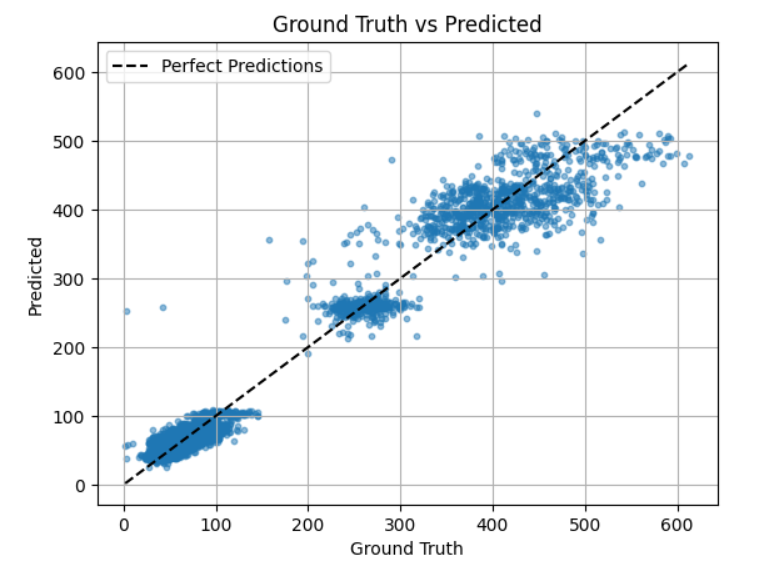 Ground Truth vs Predicted
Perfect Predictions
600
500
400
300
200
100
0
Predicted
0 100 200 300 400 500 600
Ground Truth